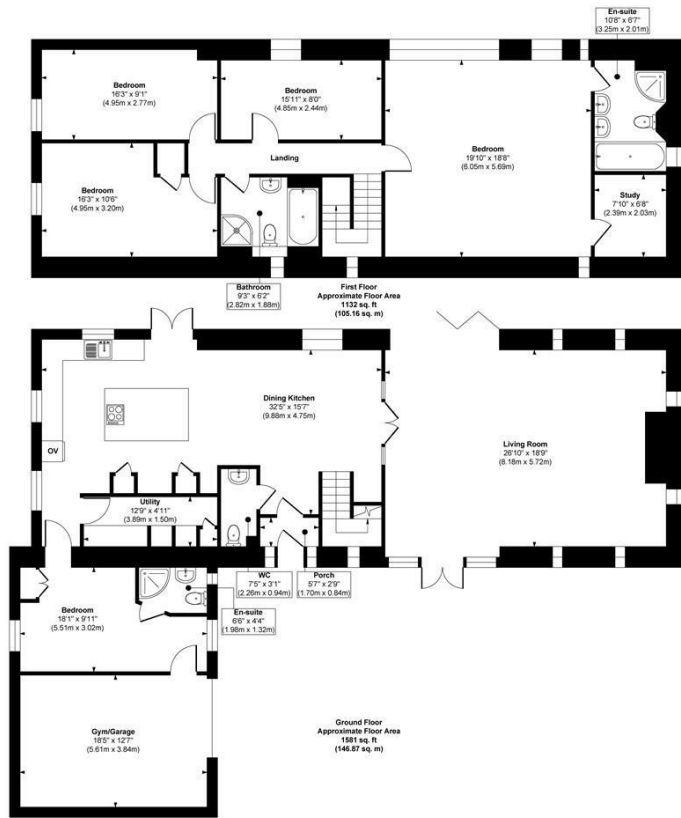 En-suite
10'8" x 6'7"
(3.25m x 2.01m)
Bedroom
16'3" x 9'1"
(4.95m x 2.77m)
Bedroom
15'11" x 8'0"
(4.85m x 2.44m)
Bedroom
19'10" x 18'8"
(6.05m x 5.69m)
Landing
Bedroom
16'3" x 10'6"
(4.95m x 3.20m)
Study
7'10" x 6'8"
(2.39m x 2.03m)
Bathroom
9'3" x 6'2"
(2.82m x 1.88m)
First Floor
Approximate Floor Area
1132 sq. ft
(105.16 sq. m)
Dining Kitchen
32'5" x 15'7"
(9.88m x 4.75m)
Living Room
26'10" x 18'9"
(8.18m x 5.72m)
OV
Utility
12'9" x 4'11"
(3.89m x 1.50m)
WC
7'5" x 3'1"
(2.26m x 0.94m)
Porch
5'7" x 2'9"
(1.70m x 0.84m)
Bedroom
18'1" x 9'11"
(5.51m x 3.02m)
En-suite
6'6" x 4'4"
(1.98m x 1.32m)
Gym/Garage
18'5" x 12'7"
(5.61m x 3.84m)
Ground Floor
Approximate Floor Area
1581 sq. ft
(146.87 sq. m)